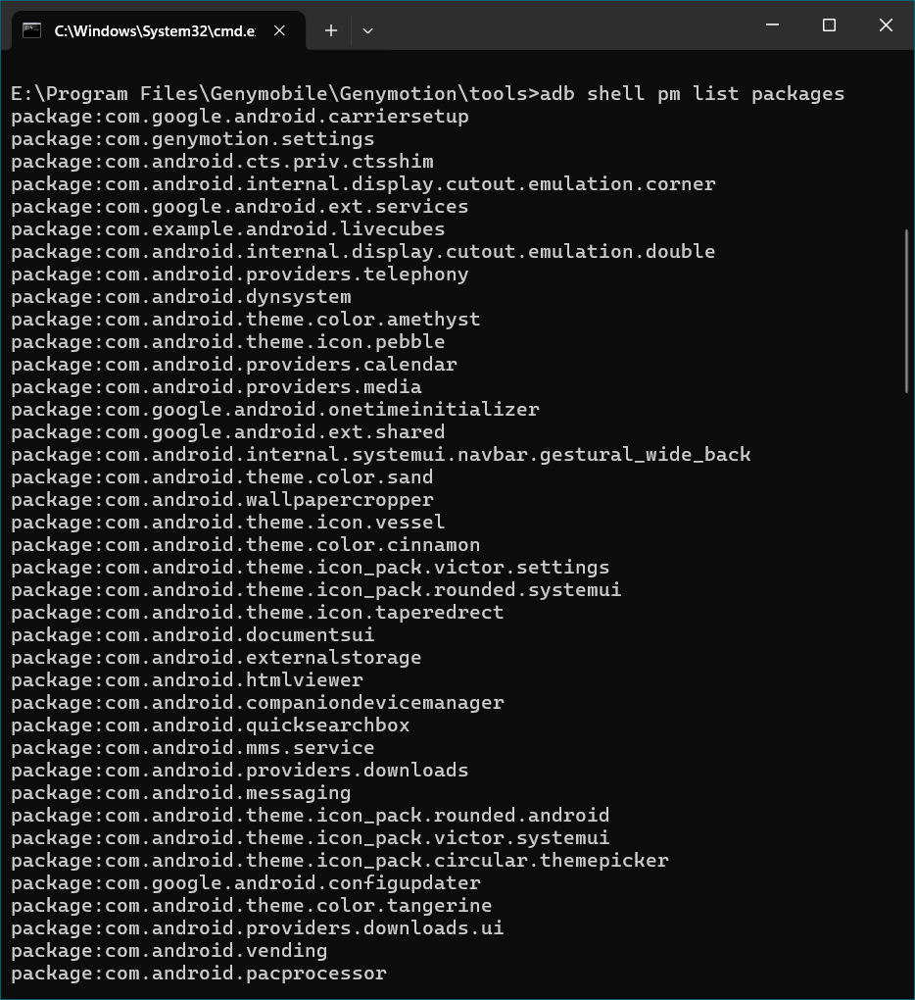 C:\Windows\System32\cmd.e
E:\Program Files\Genymobile\Genymotion\tools>adb shell pm list packages
package:com.google.android.carriersetup
package:com.genymotion.settings
package:com.android.cts.priv.ctsshim
package:com.android.internal.display.cutout.emulation.corner
package:com.google.android.ext.services
package:com.example.android.livecubes
package:com.android.internal.display.cutout.emulation.double
package:com.android.providers.telephony
package:com.android.dynsystem
package:com.android.theme.color.amethyst
package:com.android.theme.icon.pebble
package:com.android.providers.calendar
package:com.android.providers.media
package:com.google.android.onetimeinitializer
package:com.google.android.ext.shared
package:com.android.internal.systemui.navbar.gestural_wide_back
package:com.android.theme.color.sand
package:com.android.wallpapercropper
package:com.android.theme.icon.vessel
package:com.android.theme.color.cinnamon
package:com.android.theme.icon_pack.victor.settings
package:com.android.theme.icon_pack.rounded.systemui
package:com.android.theme.icon.taperedrect
package:com.android.documentsui
package:com.android.externalstorage
package:com.android.htmlviewer
package:com.android.companiondevicemanager
package:com.android.quicksearchbox
package:com.android.mms.service
package:com.android.providers.downloads
package:com.android.messaging
package:com.android.theme.icon_pack.rounded.android
package:com.android.theme.icon_pack.victor.systemui
package:com.android.theme.icon_pack.circular.themepicker
package:com.google.android.configupdater
package:com.android.theme.color.tangerine
package:com.android.providers.downloads.ui
package:com.android.vending
package:com.android.pacprocessor